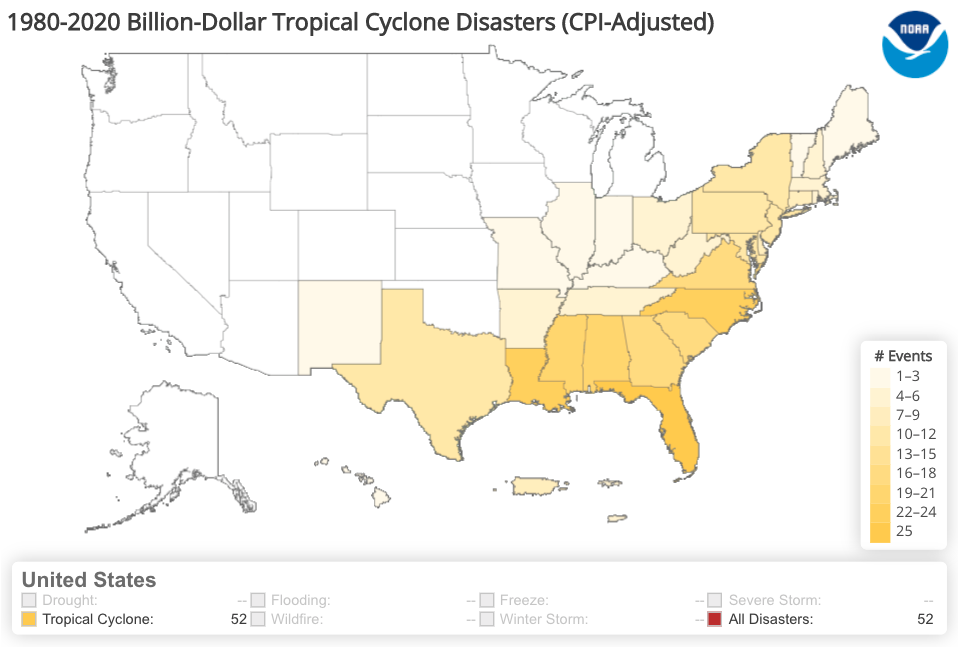 1980-2020 Billion-Dollar Tropical Cyclone Disasters (CPI-Adjusted)
NOAA
# Events
1–3
4–6
7–9
10–12
13–15
16–18
19–21
22–24
25
United States
Drought: -- Flooding: -- Freeze: -- Severe Storm: --
Tropical Cyclone: 52 Wildfire: -- Winter Storm: -- All Disasters: 52